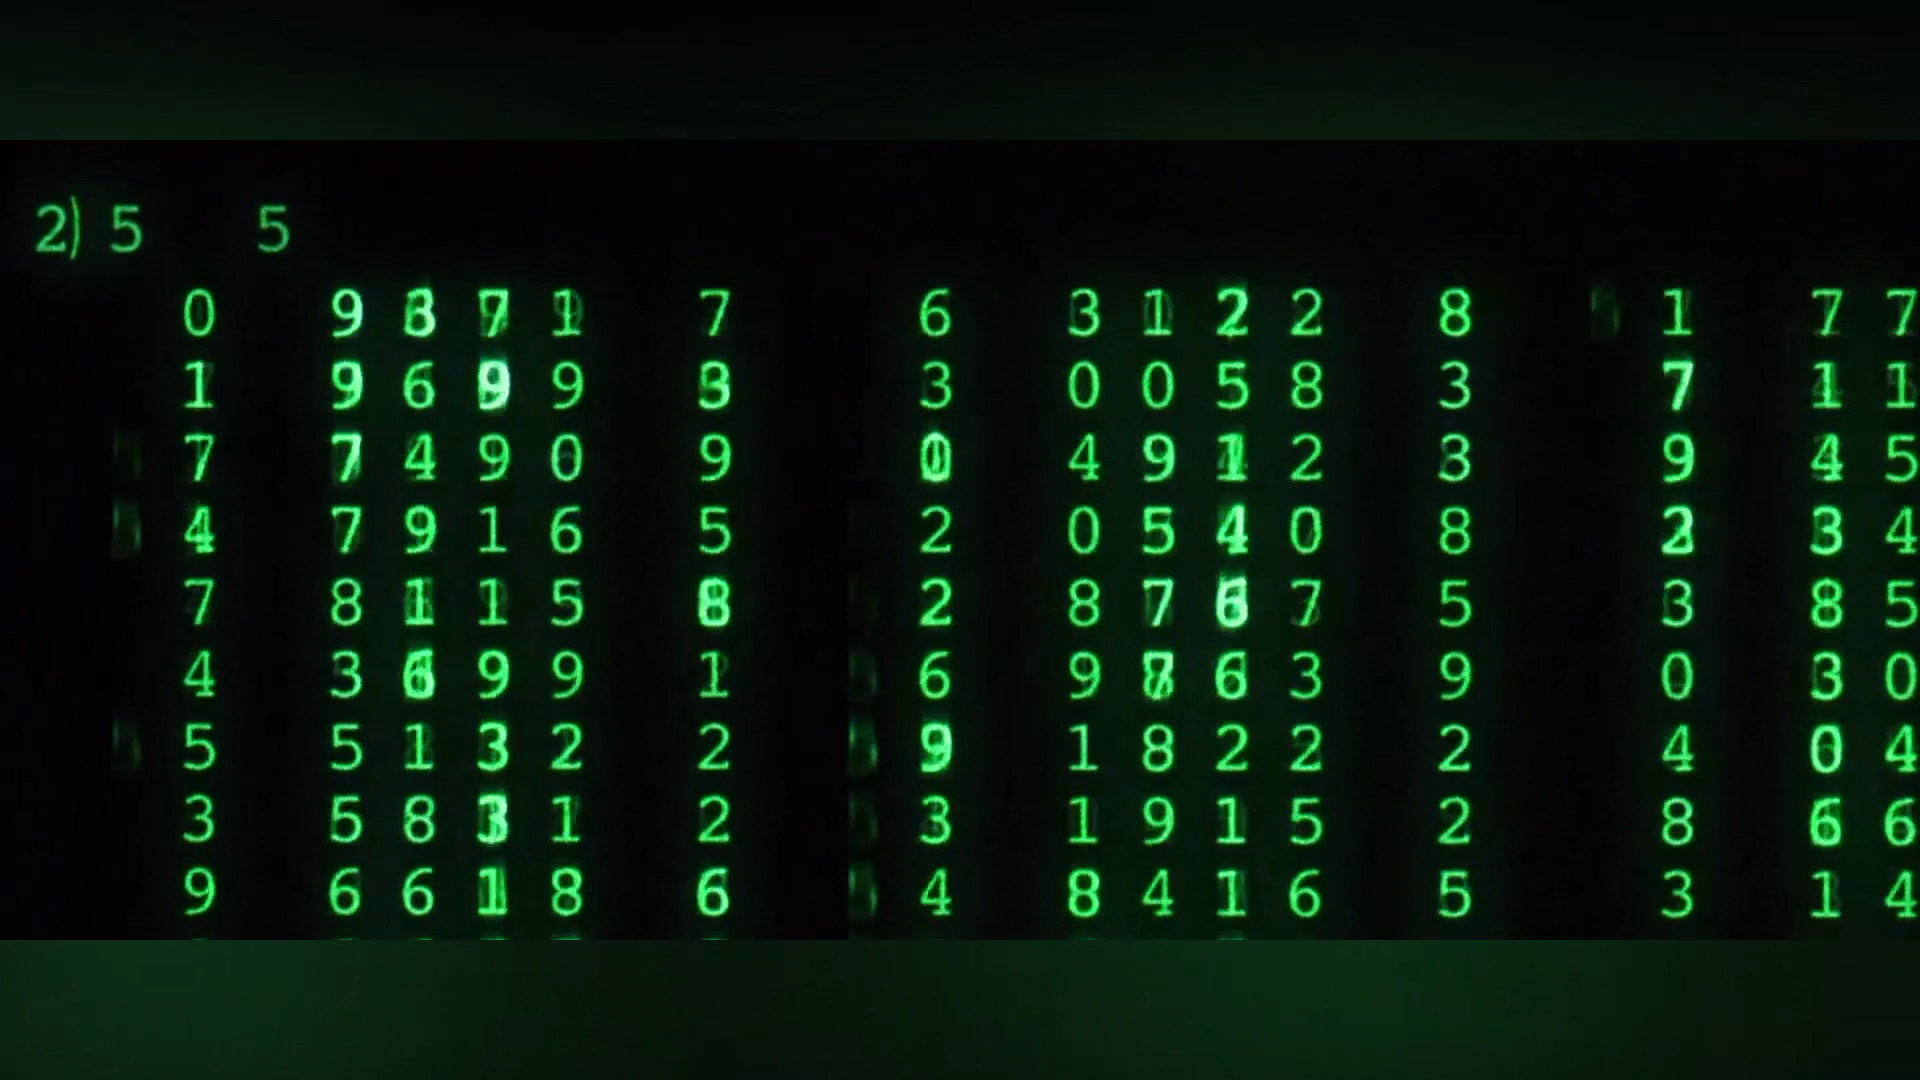 2) 5 5
0 9 3 7 1 7 6 3 1 2 2 8 1 7 7
1 9 6 9 9 3 3 0 0 5 8 3 7 1 1
7 7 4 9 0 9 0 4 9 1 2 3 9 4 5
4 7 9 1 6 5 2 0 5 4 0 8 2 3 4
7 8 1 1 5 8 2 8 7 6 7 5 3 8 5
4 3 6 9 9 1 6 9 8 6 3 9 0 3 0
5 5 1 3 2 2 9 1 8 2 2 2 4 0 4
3 5 8 3 1 2 3 1 9 1 5 2 8 6 6
9 6 6 1 8 6 4 8 4 1 6 5 3 1 4